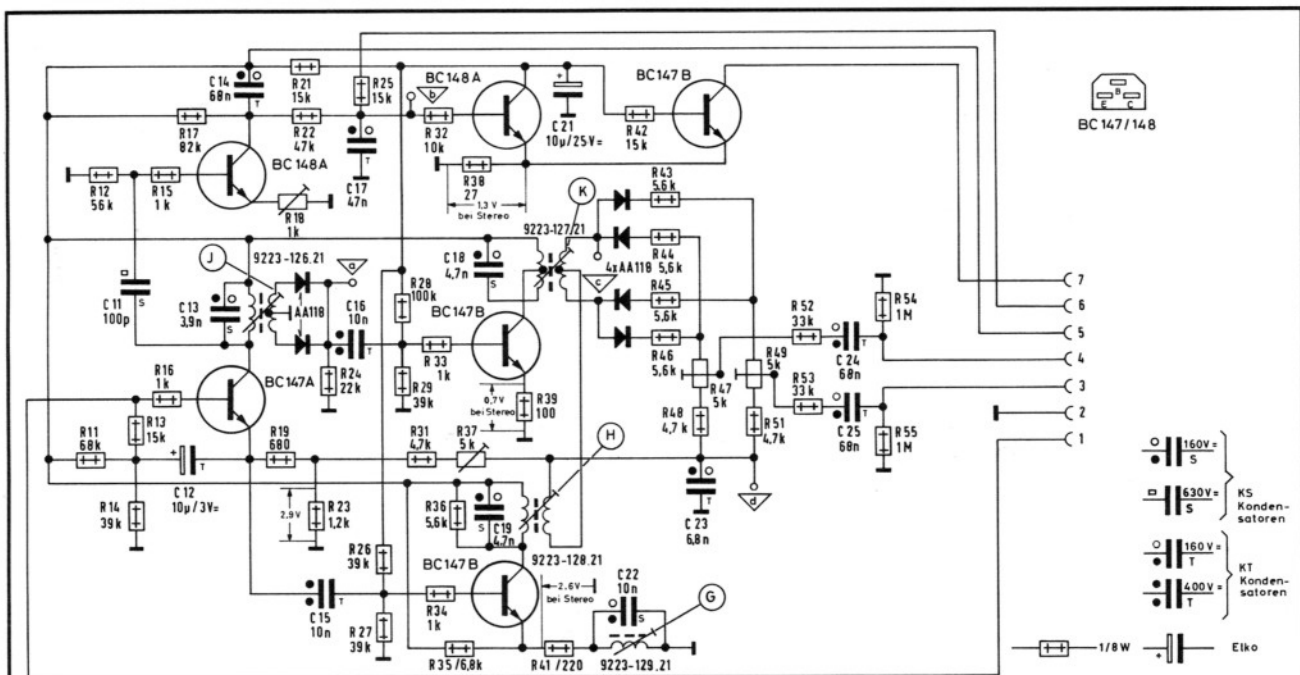 C14
68n
R21
15k
R25
15k
b
BC148A
C21
10µ/25V=
BC147B
R42
15k
B
E C
BC147/148
R17
82k
R22
47k
C17
47n
T
R32
10k
R38
27
1,3 V
bei Stereo
K
R43
5,6k
R12
56k
R15
1k
BC148A
R18
1k
9223-127.21
R44
5,6k
4xAA118
C11
100p
S
J
9223-126.21
a
C13
3,9n
S
AA118
C16
10n
T
R28
100k
C18
4,7n
S
c
R45
5,6k
R46
5,6k
R52
33k
C24
68n
T
R54
1M
7
6
5
4
3
2
1
R16
1k
BC147A
R24
22k
R29
39k
R33
1k
BC147B
0,7V
bei Stereo
R39
100
R47
5k
R49
5k
R53
33k
C25
68n
T
R55
1M
R48
4,7k
R51
4,7k
R13
15k
R11
68k
R14
39k
C12
10µ/3V=
T
R19
680
2,9V
R23
1,2k
R31
4,7k
R37
5k
H
R36
5,6k
C19
4,7n
S
9223-128.21
C23
6,8n
T
d
C15
10n
T
R26
39k
R27
39k
R34
1k
BC147B
2,6V
bei Stereo
C22
10n
S
G
R35/6,8k
R41/220
9223-129.21
160V=
S
630V=
S
KS
Konden-
satoren
160V=
T
400V=
T
KT
Konden-
satoren
1/8W
Elko
T
T